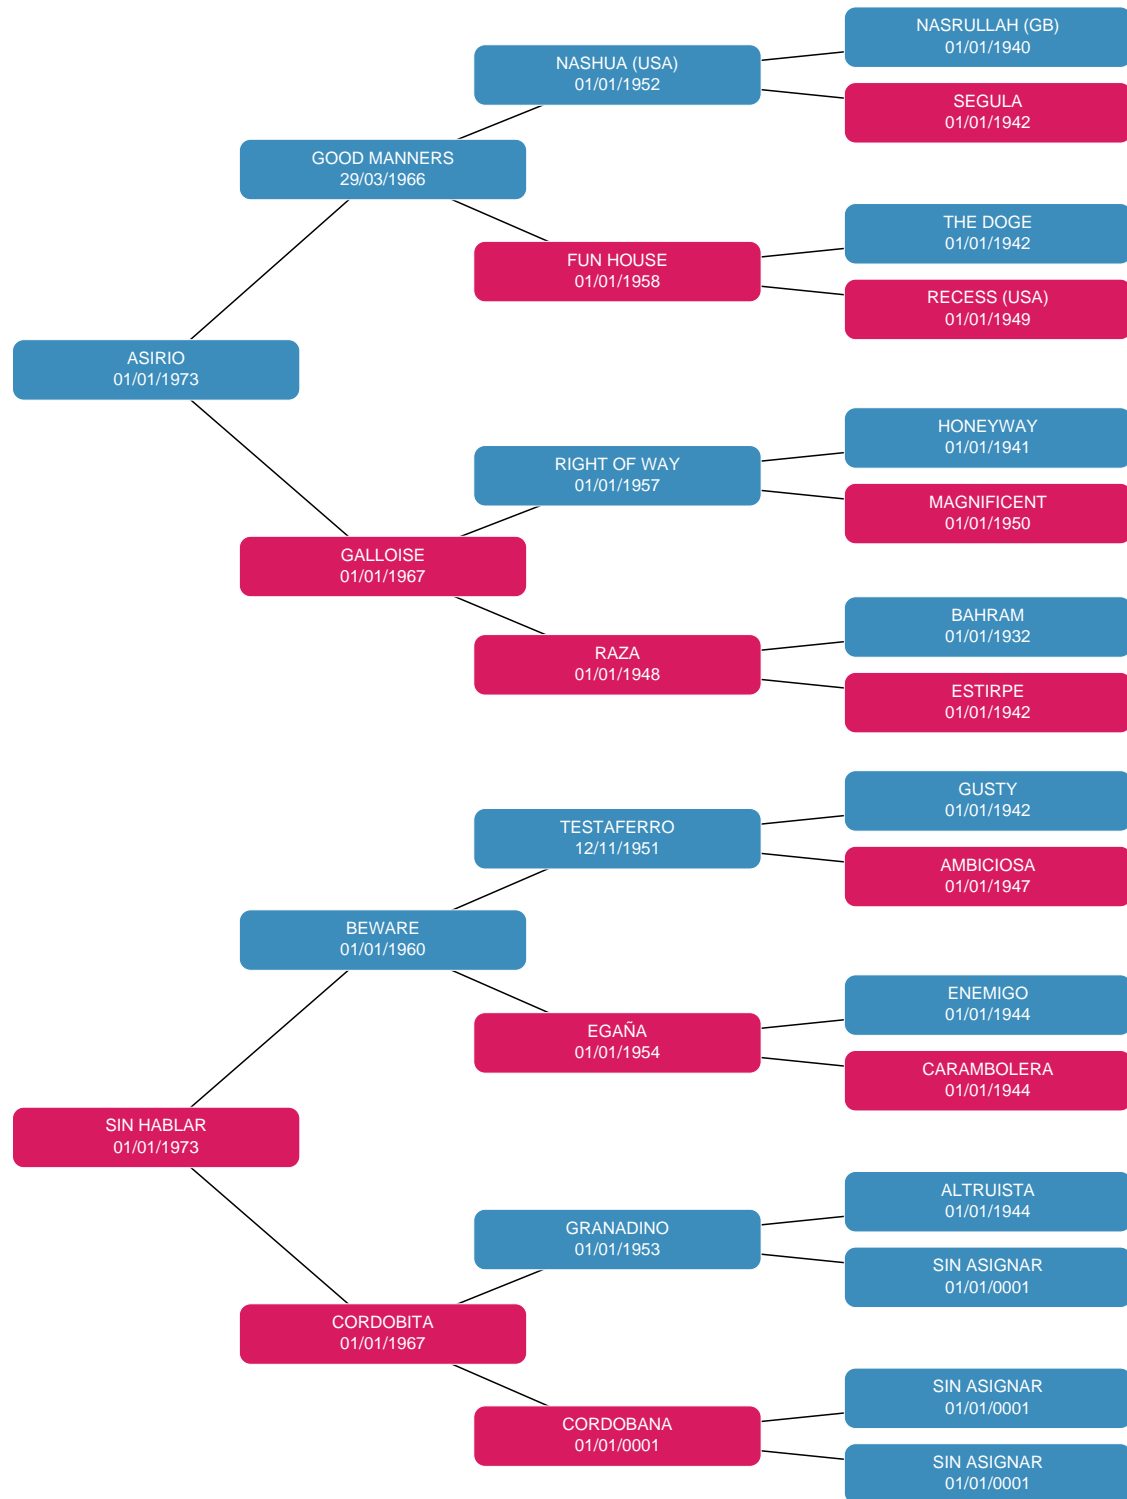 NASRULLAH (GB)
01/01/1940
NASHUA (USA)
01/01/1952
SEGULA
01/01/1942
GOOD MANNERS
29/03/1966
THE DOGE
01/01/1942
FUN HOUSE
01/01/1958
RECESS (USA)
01/01/1949
ASIRIO
01/01/1973
HONEYWAY
01/01/1941
RIGHT OF WAY
01/01/1957
MAGNIFICENT
01/01/1950
GALLOISE
01/01/1967
BAHRAM
01/01/1932
RAZA
01/01/1948
ESTIRPE
01/01/1942
GUSTY
01/01/1942
TESTAFERRO
12/11/1951
AMBICIOSA
01/01/1947
BEWARE
01/01/1960
ENEMIGO
01/01/1944
EGAÑA
01/01/1954
CARAMBOLERA
01/01/1944
SIN HABLAR
01/01/1973
ALTRUISTA
01/01/1944
GRANADINO
01/01/1953
SIN ASIGNAR
01/01/0001
CORDOBITA
01/01/1967
SIN ASIGNAR
01/01/0001
CORDOBANA
01/01/0001
SIN ASIGNAR
01/01/0001